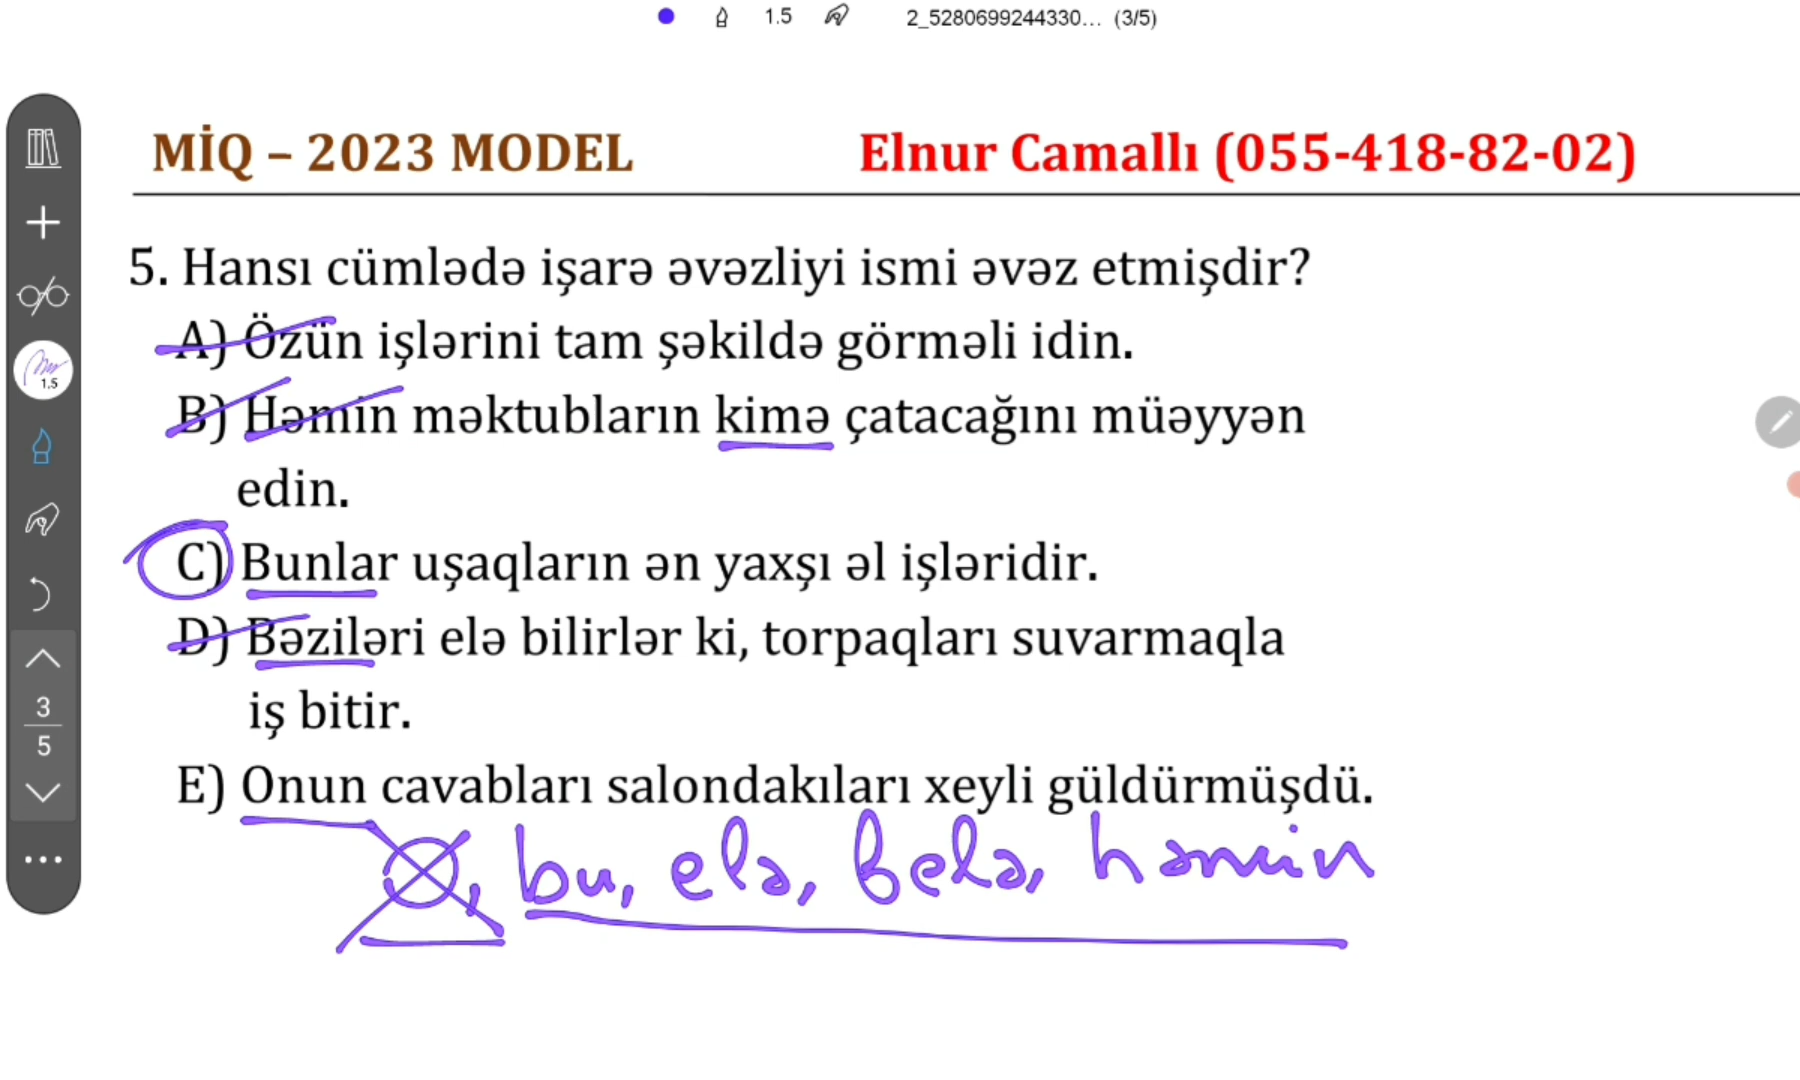 1.5 2_5280699244330... (3/5)
MİQ – 2023 MODEL Elnur Camallı (055-418-82-02)
5. Hansı cümlədə işarə əvəzliyi ismi əvəz etmişdir?
A) Özün işlərini tam şəkildə görməli idin.
1.5
B) Həmin məktubların kimə çatacağını müəyyən
edin.
C) Bunlar uşaqların ən yaxşı əl işləridir.
D) Bəziləri elə bilirlər ki, torpaqları suvarmaqla
iş bitir.
3
5
E) Onun cavabları salondakıları xeyli güldürmüşdü.
O, bu, elə, belə, həmin